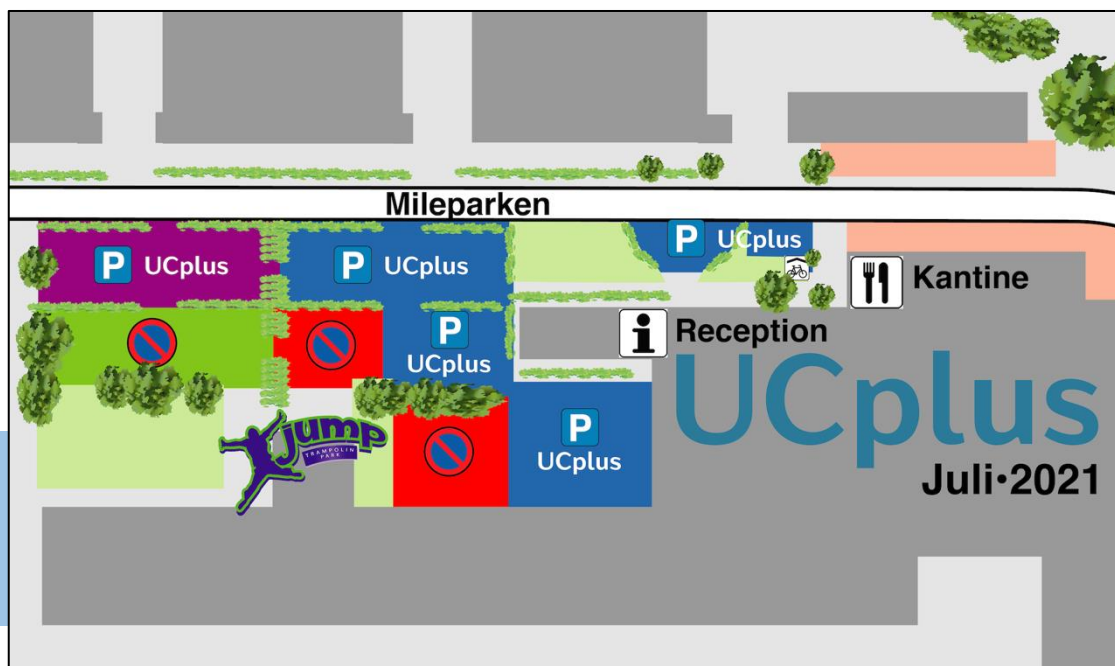 Mileparken
P UCplus
P UCplus
P UCplus
P
UCplus
i Reception
Kantine
jump
TRAMPOLIN
PARK
P
UCplus
UCplus
Juli·2021